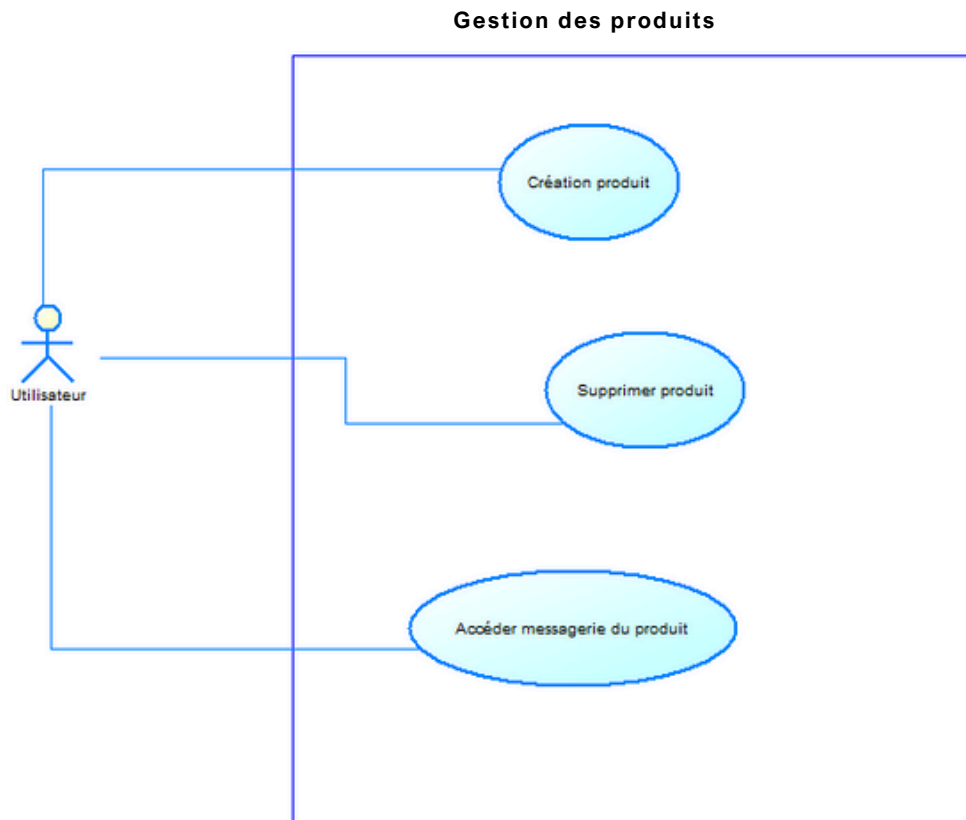 Gestion des produits
Création produit
Utilisateur
Supprimer produit
Accéder messagerie du produit